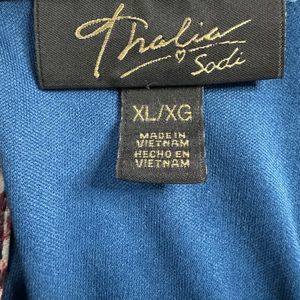 Thalia
Sodi
XL/XG
MADE IN
VIETNAM
HECHO EN
VIETNAM